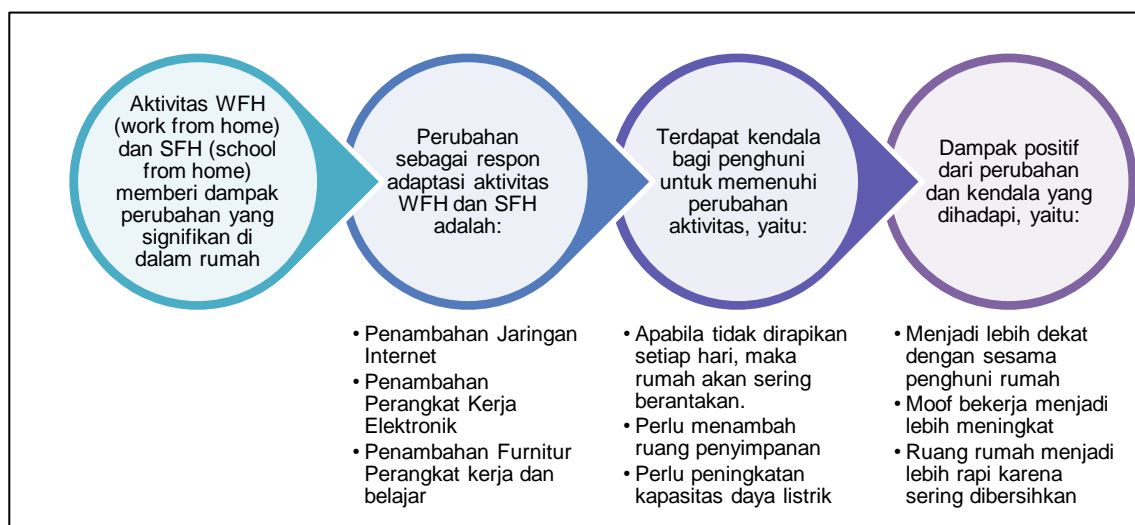 Aktivitas WFH
(work from home)
dan SFH (school
from home)
memberi dampak
perubahan yang
signifikan di
dalam rumah
Perubahan
sebagai respon
adaptasi aktivitas
WFH dan SFH
adalah:
• Penambahan Jaringan
Internet
• Penambahan
Perangkat Kerja
Elektronik
• Penambahan Furnitur
Perangkat kerja dan
belajar
Terdapat kendala
bagi penghuni
untuk memenuhi
perubahan
aktivitas, yaitu:
• Apabila tidak dirapikan
setiap hari, maka
rumah akan sering
berantakan.
• Perlu menambah
ruang penyimpanan
• Perlu peningkatan
kapasitas daya listrik
Dampak positif
dari perubahan
dan kendala yang
dihadapi, yaitu:
• Menjadi lebih dekat
dengan sesama
penghuni rumah
• Moof bekerja menjadi
lebih meningkat
• Ruang rumah menjadi
lebih rapi karena
sering dibersihkan